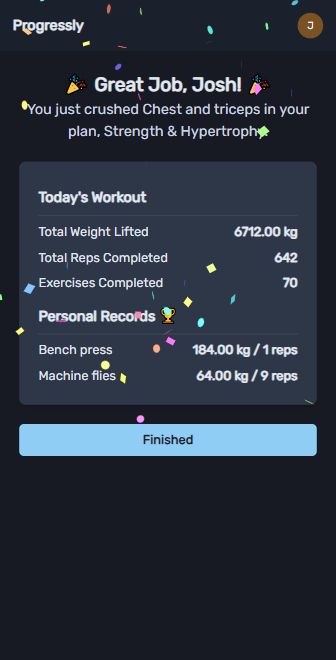 Progressly
J
🎉 Great Job, Josh! 🎉
You just crushed Chest and triceps in your
plan, Strength & Hypertrophy.
Today's Workout
Total Weight Lifted 6712.00 kg
Total Reps Completed 642
Exercises Completed 70
Personal Records 🏆
Bench press 184.00 kg / 1 reps
Machine flies 64.00 kg / 9 reps
Finished